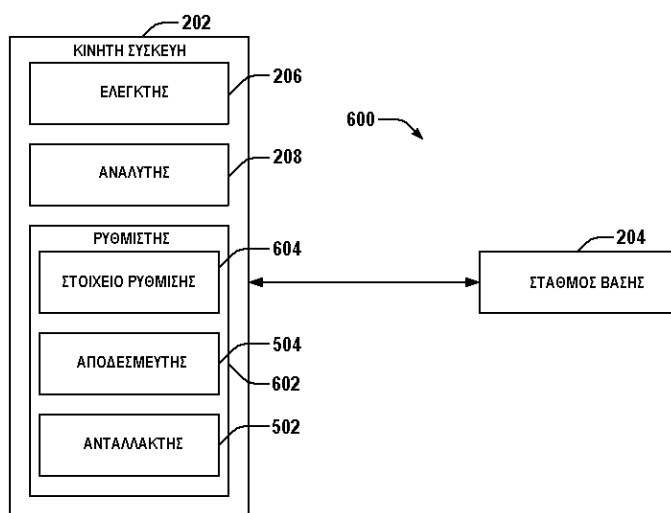 202
ΚΙΝΗΤΗ ΣΥΣΚΕΥΗ
ΕΛΕΓΚΤΗΣ
206
600
ΑΝΑΛΥΤΗΣ
208
ΡΥΘΜΙΣΤΗΣ
604
ΣΤΟΙΧΕΙΟ ΡΥΘΜΙΣΗΣ
204
ΣΤΑΘΜΟΣ ΒΑΣΗΣ
ΑΠΟΔΕΣΜΕΥΤΗΣ
504
602
ΑΝΤΑΛΛΑΚΤΗΣ
502